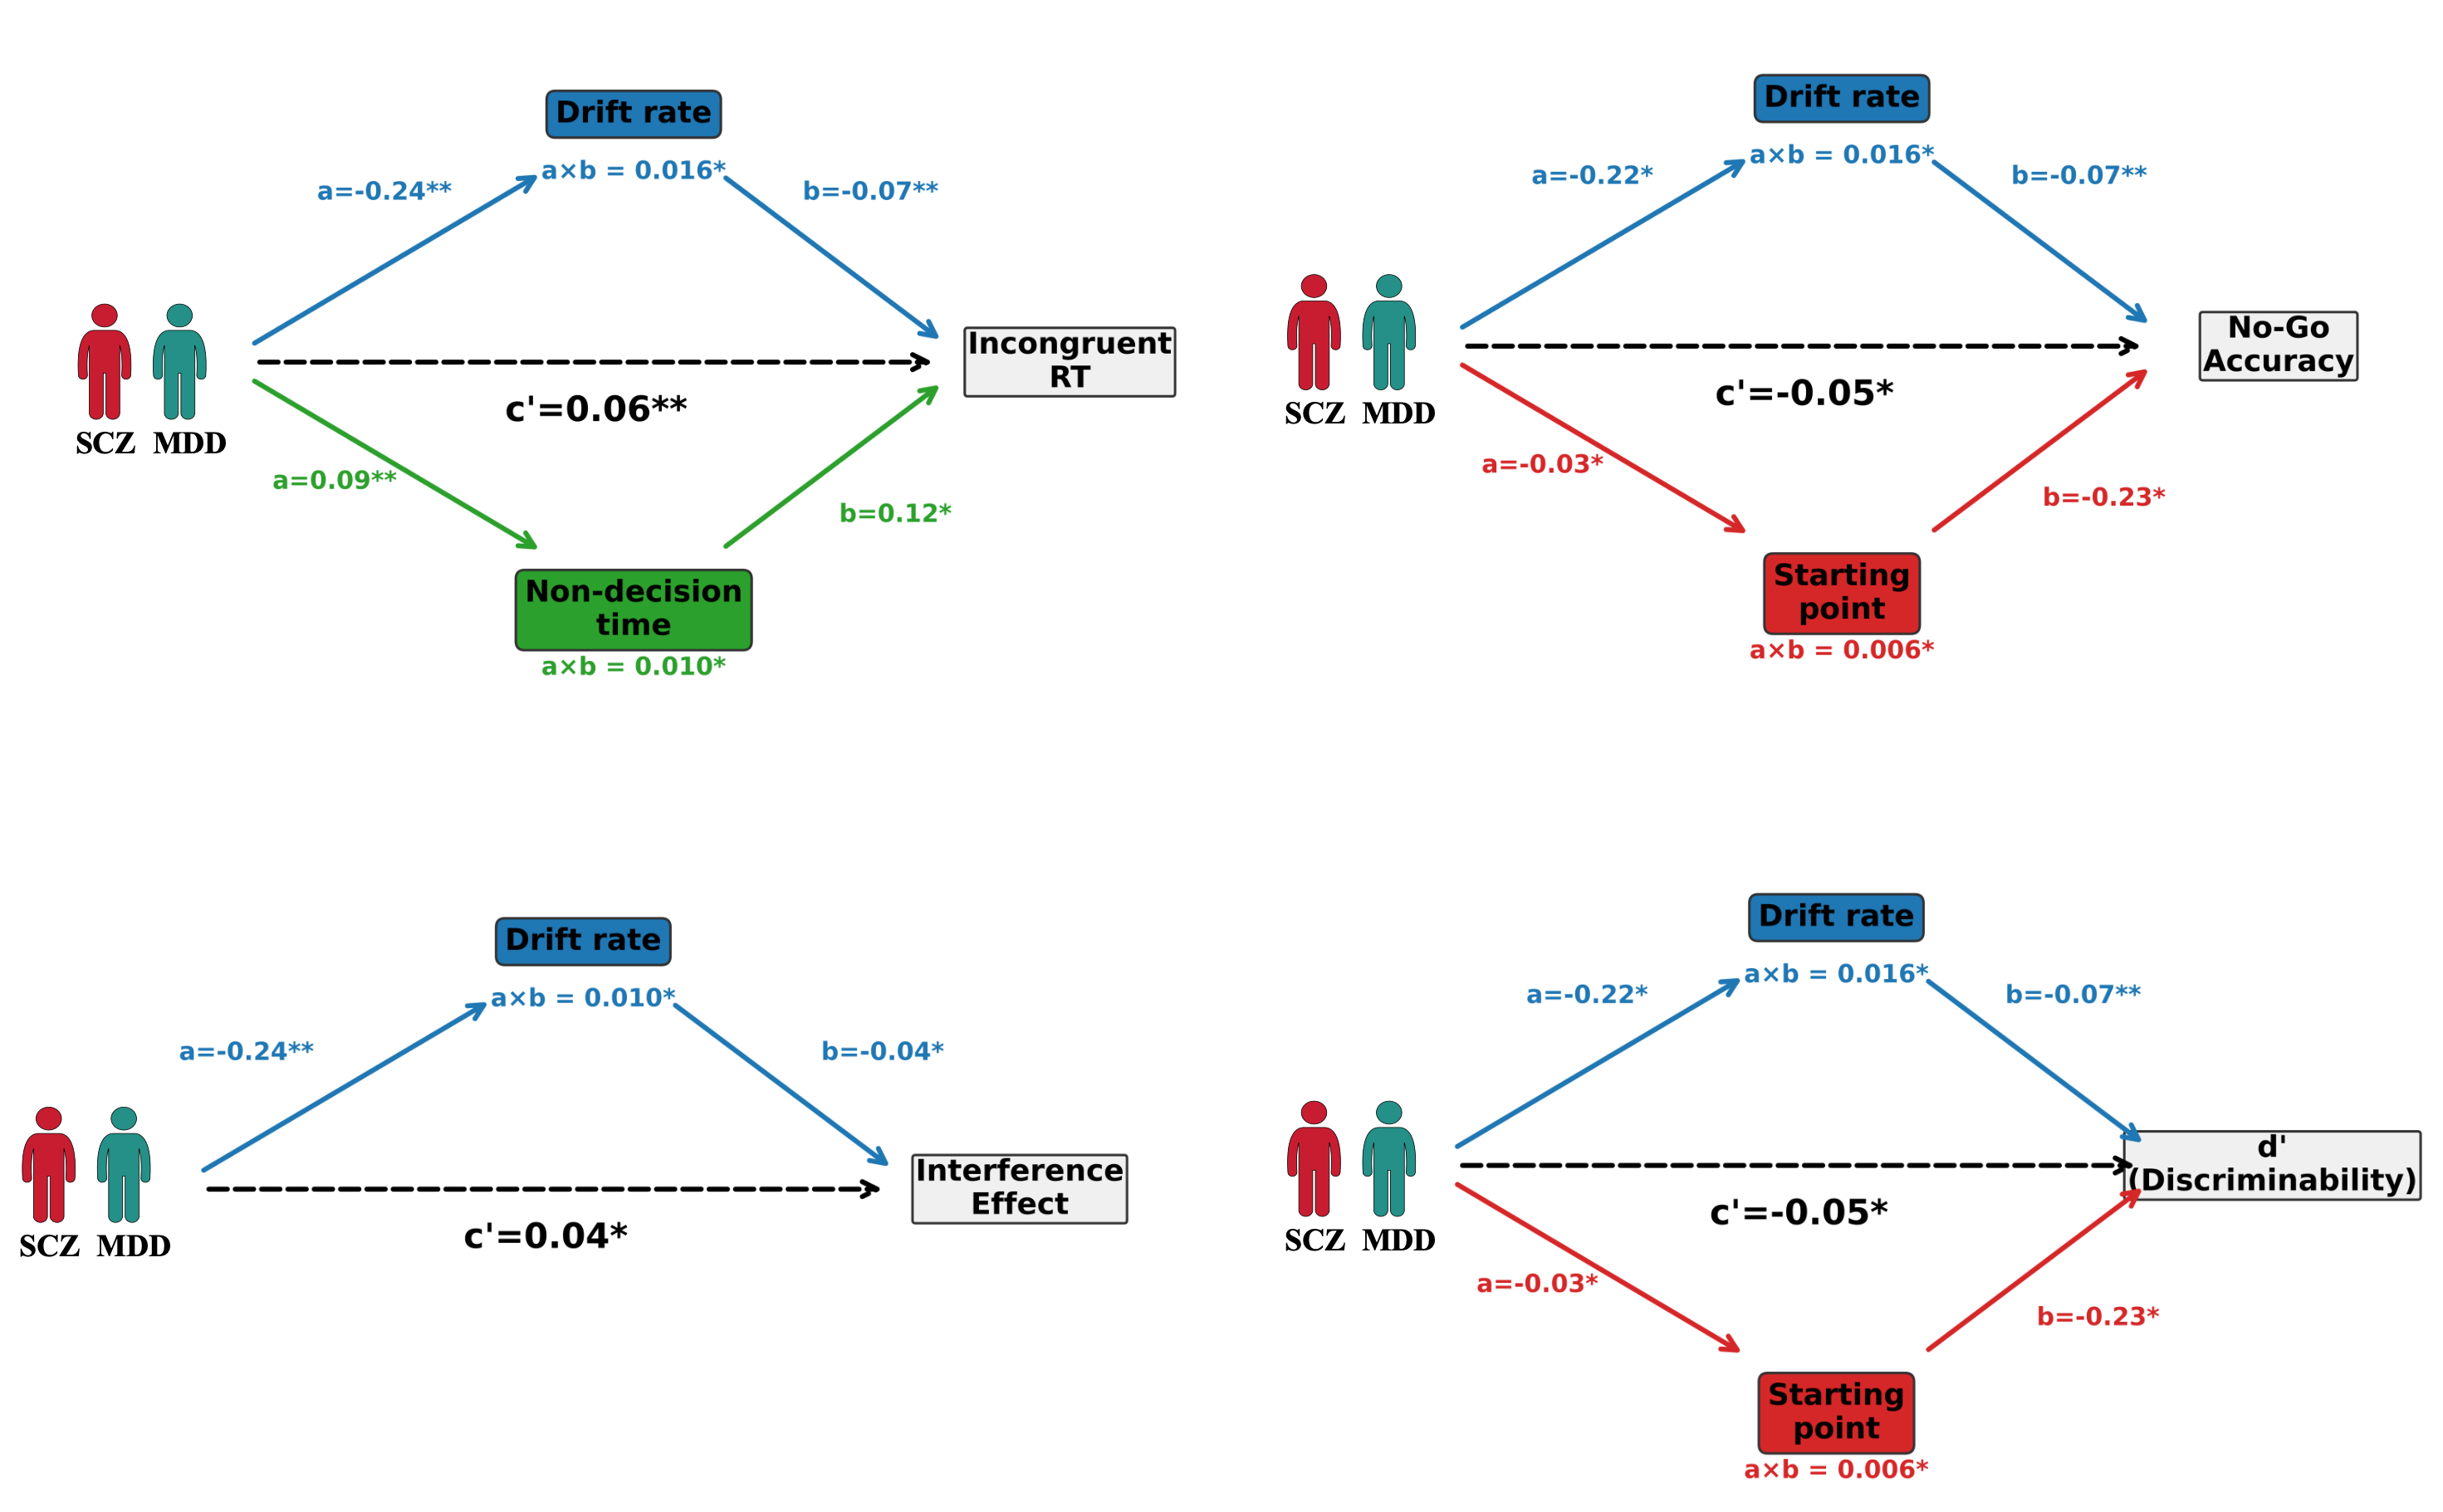 Drift rate
a×b = 0.016*
a=-0.24**
b=-0.07**
Incongruent
RT
c'=0.06**
SCZ MDD
a=0.09**
b=0.12*
Non-decision
time
a×b = 0.010*
Drift rate
a×b = 0.016*
a=-0.22*
b=-0.07**
No-Go
Accuracy
c'=-0.05*
SCZ MDD
a=-0.03*
b=-0.23*
Starting
point
a×b = 0.006*
Drift rate
a×b = 0.010*
a=-0.24**
b=-0.04*
Interference
Effect
c'=0.04*
SCZ MDD
Drift rate
a×b = 0.016*
a=-0.22*
b=-0.07**
d'
(Discriminability)
c'=-0.05*
SCZ MDD
a=-0.03*
b=-0.23*
Starting
point
a×b = 0.006*